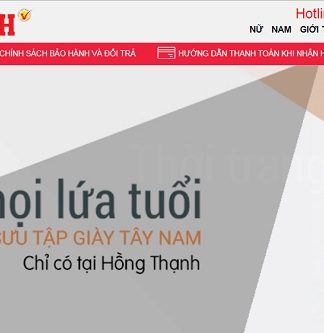 H
Hotli
NỮ NAM GIỚI T
CHÍNH SÁCH BẢO HÀNH VÀ ĐỔI TRẢ HƯỚNG DẪN THANH TOÁN KHI NHẬN H
Thời trang
ọi lứa tuổi
SƯU TẬP GIÀY TÂY NAM
Chỉ có tại Hồng Thạnh